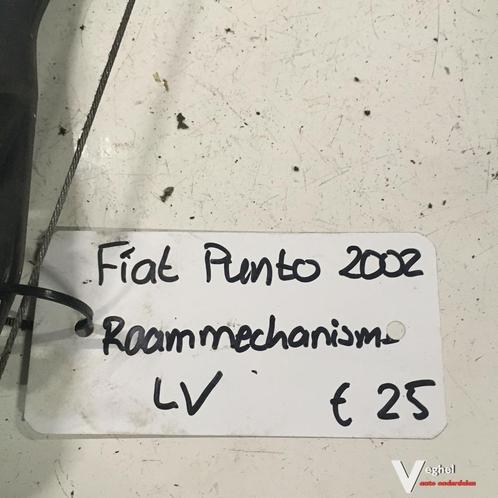 Fiat Punto 2002
Raammechanisme
LV € 25
Veghel
auto onderdelen